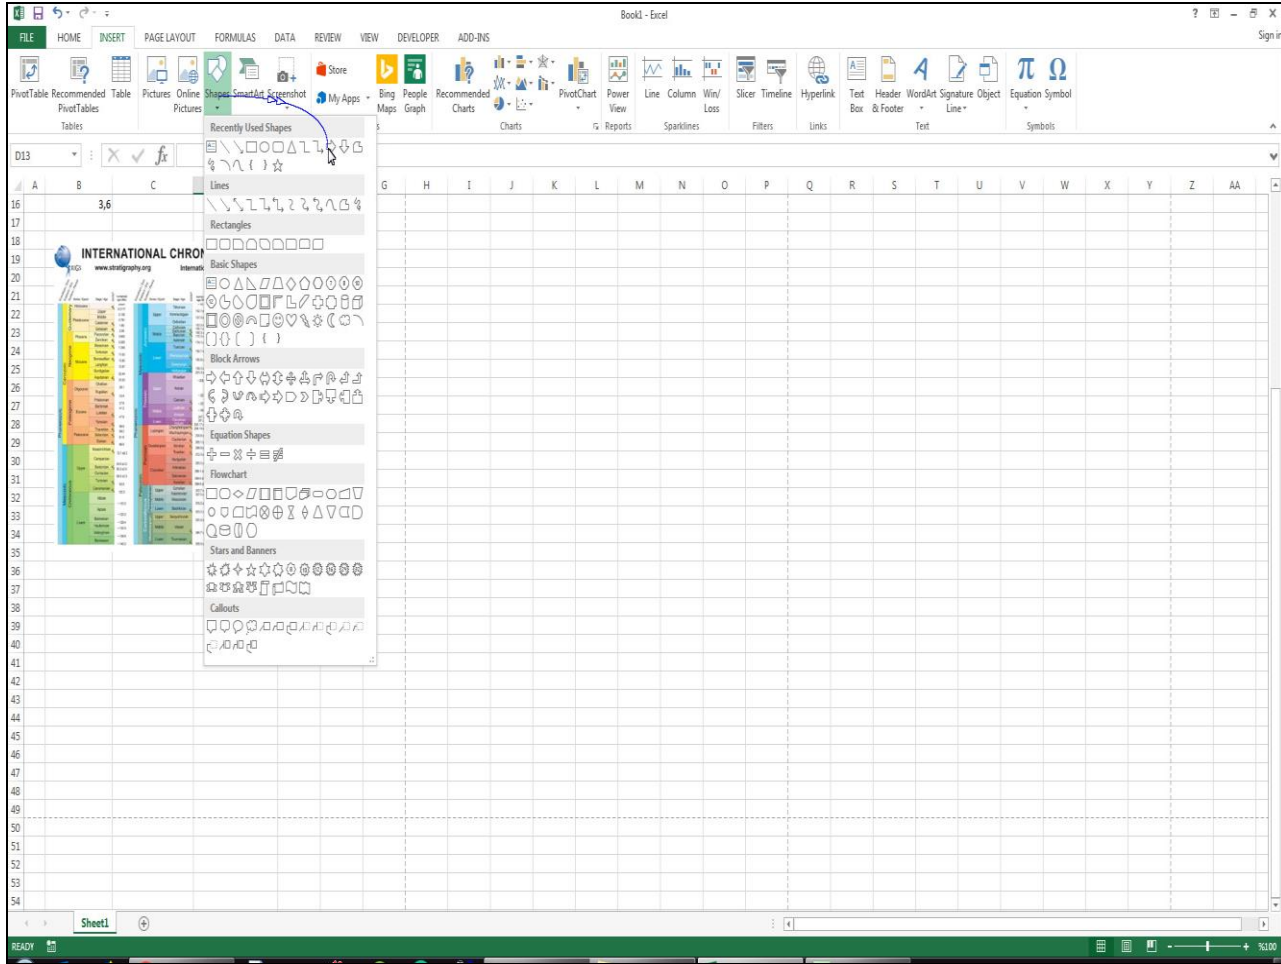 Book1 - Excel
FILE HOME INSERT PAGE LAYOUT FORMULAS DATA REVIEW VIEW DEVELOPER ADD-INS Sign in
PivotTable Recommended PivotTables Table
Tables
Pictures Online Pictures Shapes SmartArt Screenshot
Store
My Apps
Bing Maps People Graph
Recommended Charts
PivotChart
Charts
Power View
Reports
Line Column Win/Loss
Sparklines
Slicer Timeline
Filters
Hyperlink
Links
Text Box Header & Footer WordArt Signature Line Object
Text
Equation Symbol
Symbols
D13
fx
A B C G H I J K L M N O P Q R S T U V W X Y Z AA
Recently Used Shapes
Lines
Rectangles
Basic Shapes
Block Arrows
Equation Shapes
Flowchart
Stars and Banners
Callouts
16 3,6
17
18
19
20
21
22
23
24
25
26
27
28
29
30
31
32
33
34
35
36
37
38
39
40
41
42
43
44
45
46
47
48
49
50
51
52
53
54
INTERNATIONAL CHRON
www.stratigraphy.org
Sheet1
READY
%100